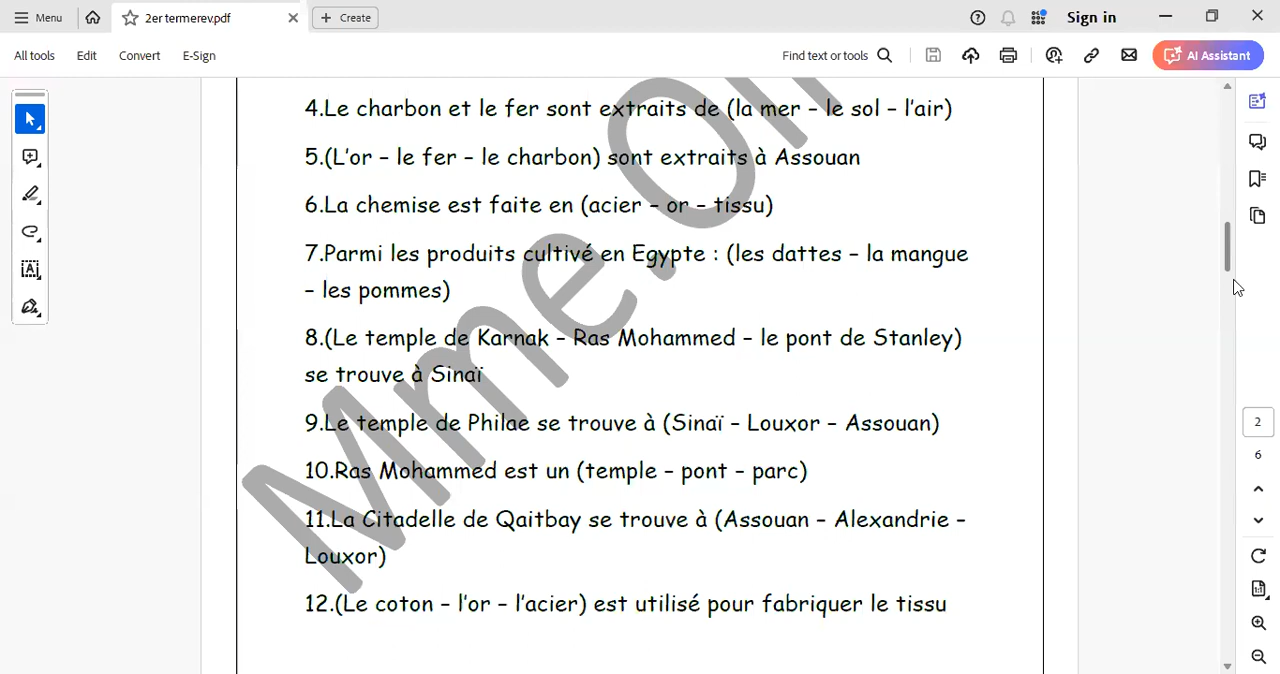 Menu
2er termerev.pdf
Create
Sign in
All tools
Edit
Convert
E-Sign
Find text or tools
AI Assistant
4.Le charbon et le fer sont extraits de (la mer – le sol – l'air)
5.(L'or – le fer – le charbon) sont extraits à Assouan
6.La chemise est faite en (acier – or – tissu)
7.Parmi les produits cultivé en Egypte : (les dattes – la mangue
– les pommes)
8.(Le temple de Karnak – Ras Mohammed – le pont de Stanley)
se trouve à Sinaï
9.Le temple de Philae se trouve à (Sinaï – Louxor – Assouan)
10.Ras Mohammed est un (temple – pont – parc)
11.La Citadelle de Qaitbay se trouve à (Assouan – Alexandrie –
Louxor)
12.(Le coton – l'or – l'acier) est utilisé pour fabriquer le tissu
2
6
Mme.